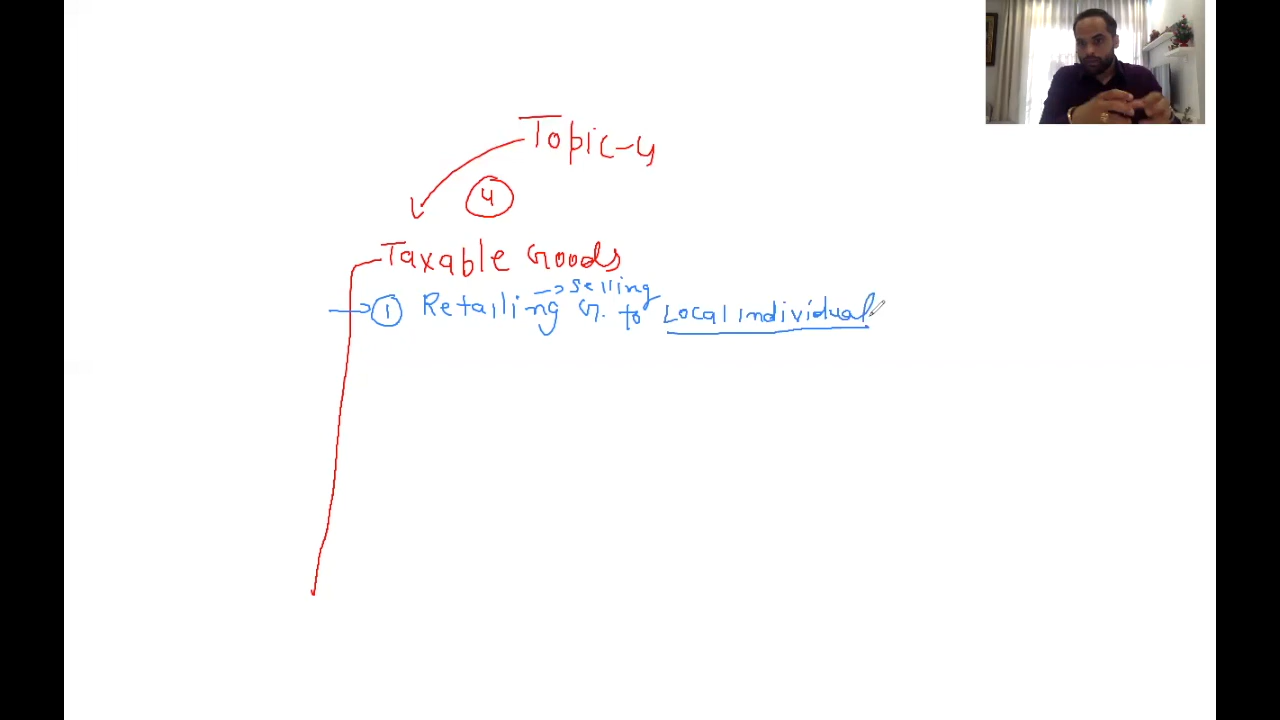 Topic-4
4
Taxable Goods
→ selling
→ 1 Retailing G. to Local individual